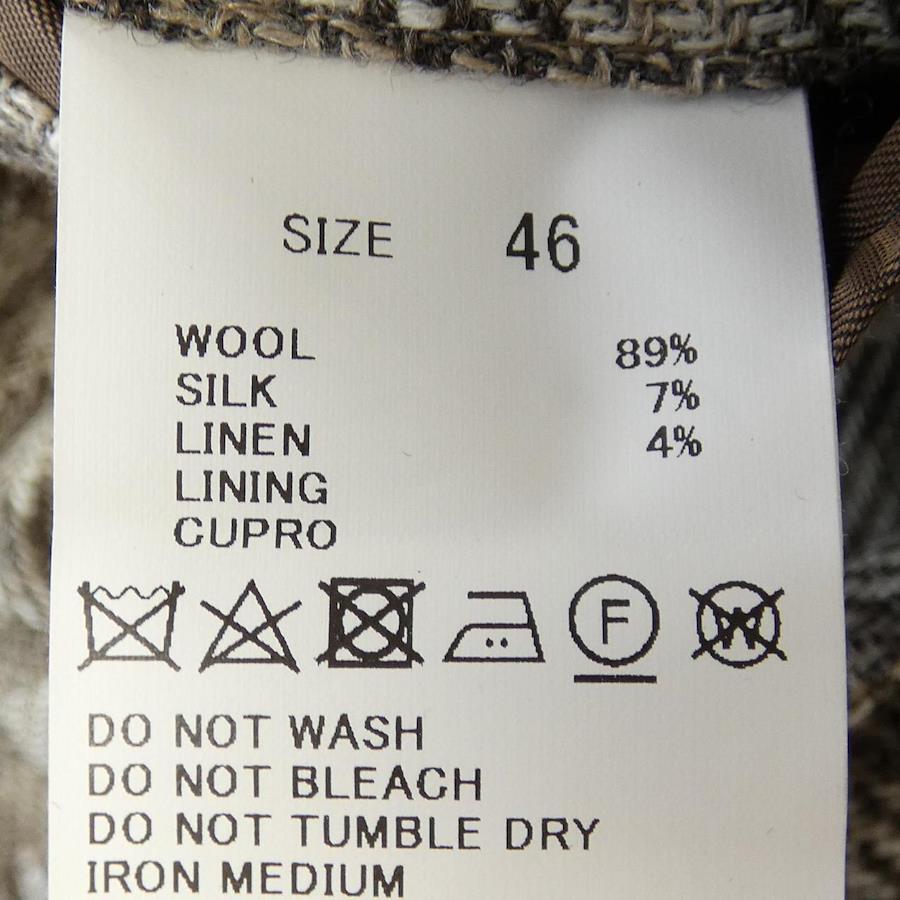 SIZE 46
WOOL 89%
SILK 7%
LINEN 4%
LINING
CUPRO
F W
DO NOT WASH
DO NOT BLEACH
DO NOT TUMBLE DRY
IRON MEDIUM